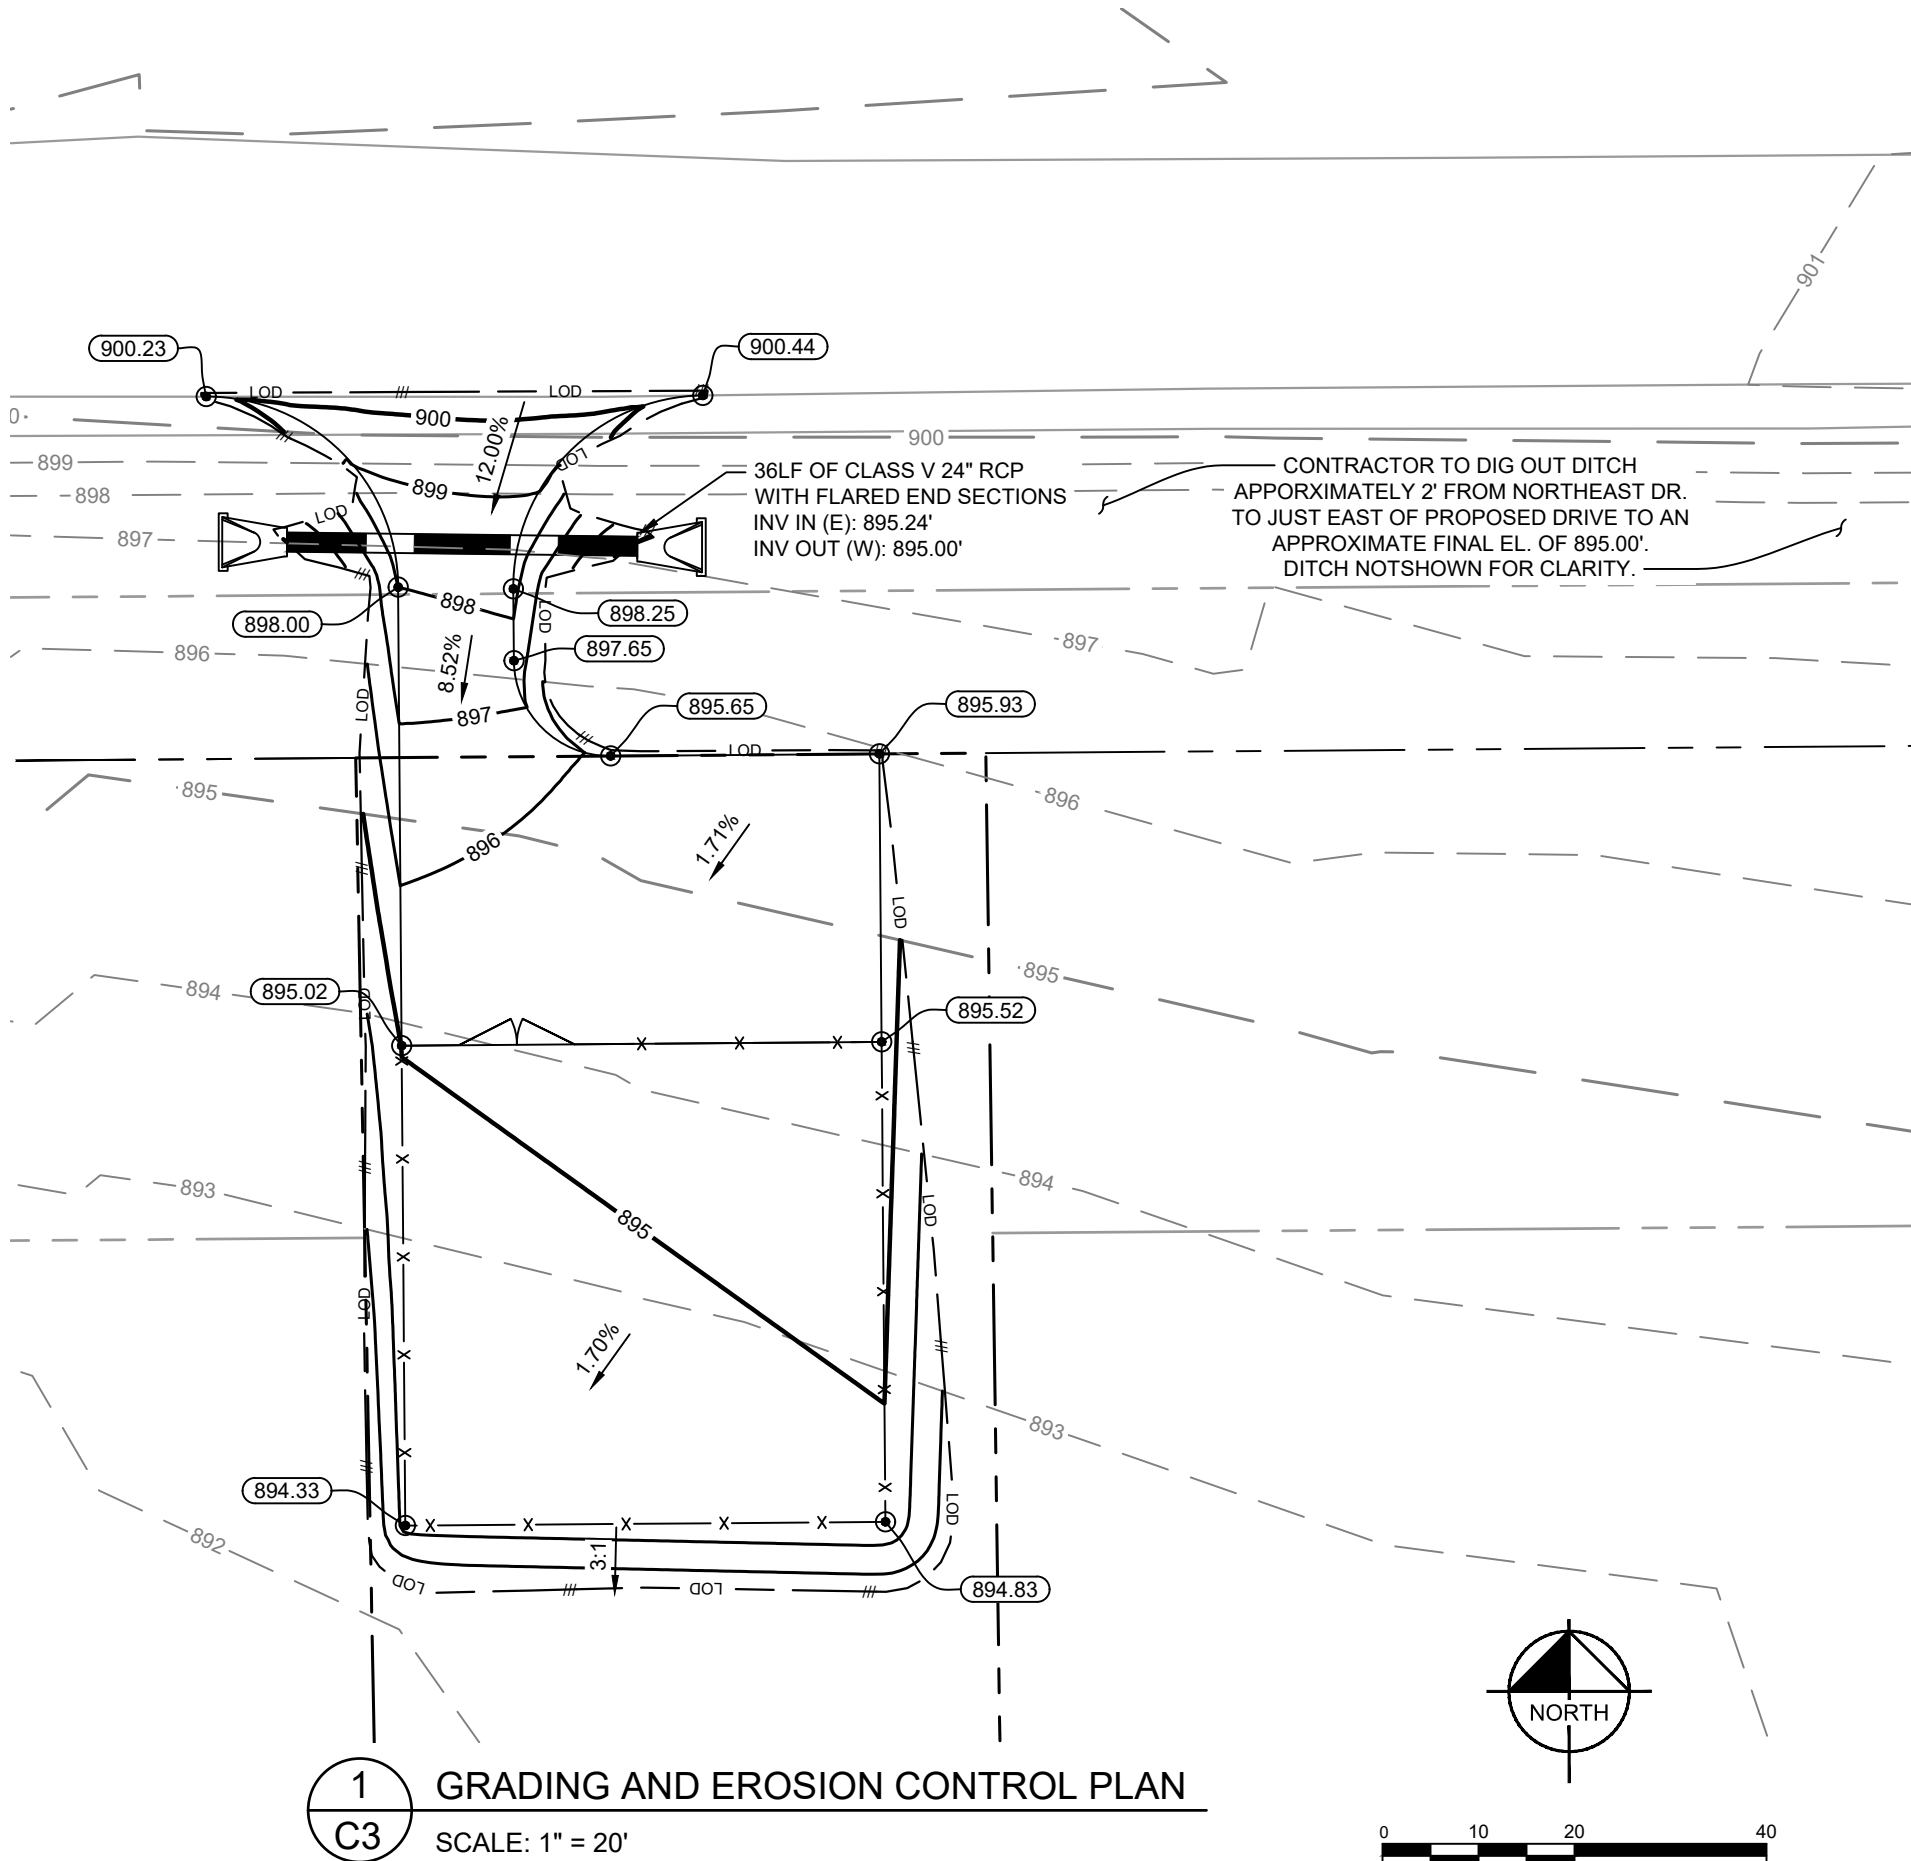 901
900.23
900.44
LOD
///
LOD
///
0
900
12.00%
900
///
899
LOD
899
898
36LF OF CLASS V 24" RCP
WITH FLARED END SECTIONS
INV IN (E): 895.24'
INV OUT (W): 895.00'
CONTRACTOR TO DIG OUT DITCH
APPORXIMATELY 2' FROM NORTHEAST DR.
TO JUST EAST OF PROPOSED DRIVE TO AN
APPROXIMATE FINAL EL. OF 895.00'.
DITCH NOTSHOWN FOR CLARITY.
LOD
897
///
898
898.00
LOD
898.25
897
896
8.52%
897.65
LOD
897
895.65
895.93
///
LOD
///
895
896
896
1.71%
///
LOD
894
895.02
LOD
895
895.52
X X X
///
X
X
X
///
893
X
LOD
894
895
X
LOD
X
1.70%
X
///
X
893
894.33
///
X
X
LOD
892
X X X X X
3:1
LOD
///
LOD
///
894.83
NORTH
1
C3
GRADING AND EROSION CONTROL PLAN
SCALE: 1" = 20'
0 10 20 40